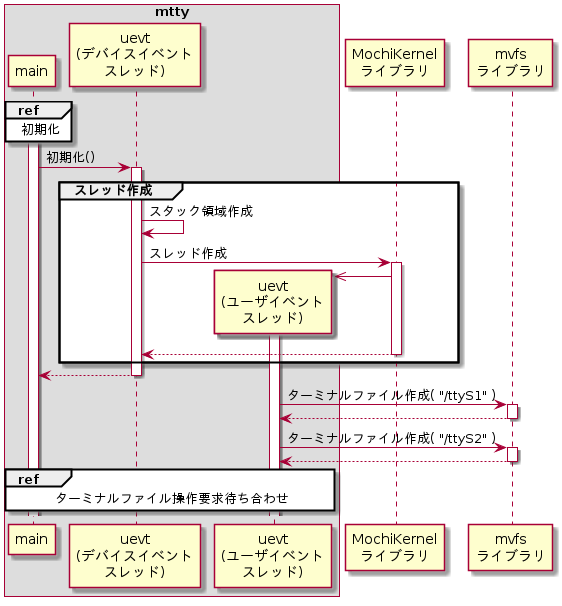 mtty
main
uevt
(デバイスイベント
スレッド)
MochiKernel
ライブラリ
mvfs
ライブラリ
ref
初期化
初期化()
スレッド作成
スタック領域作成
スレッド作成
uevt
(ユーザイベント
スレッド)
ターミナルファイル作成( "/ttyS1" )
ターミナルファイル作成( "/ttyS2" )
ref
ターミナルファイル操作要求待ち合わせ
main
uevt
(デバイスイベント
スレッド)
uevt
(ユーザイベント
スレッド)
MochiKernel
ライブラリ
mvfs
ライブラリ